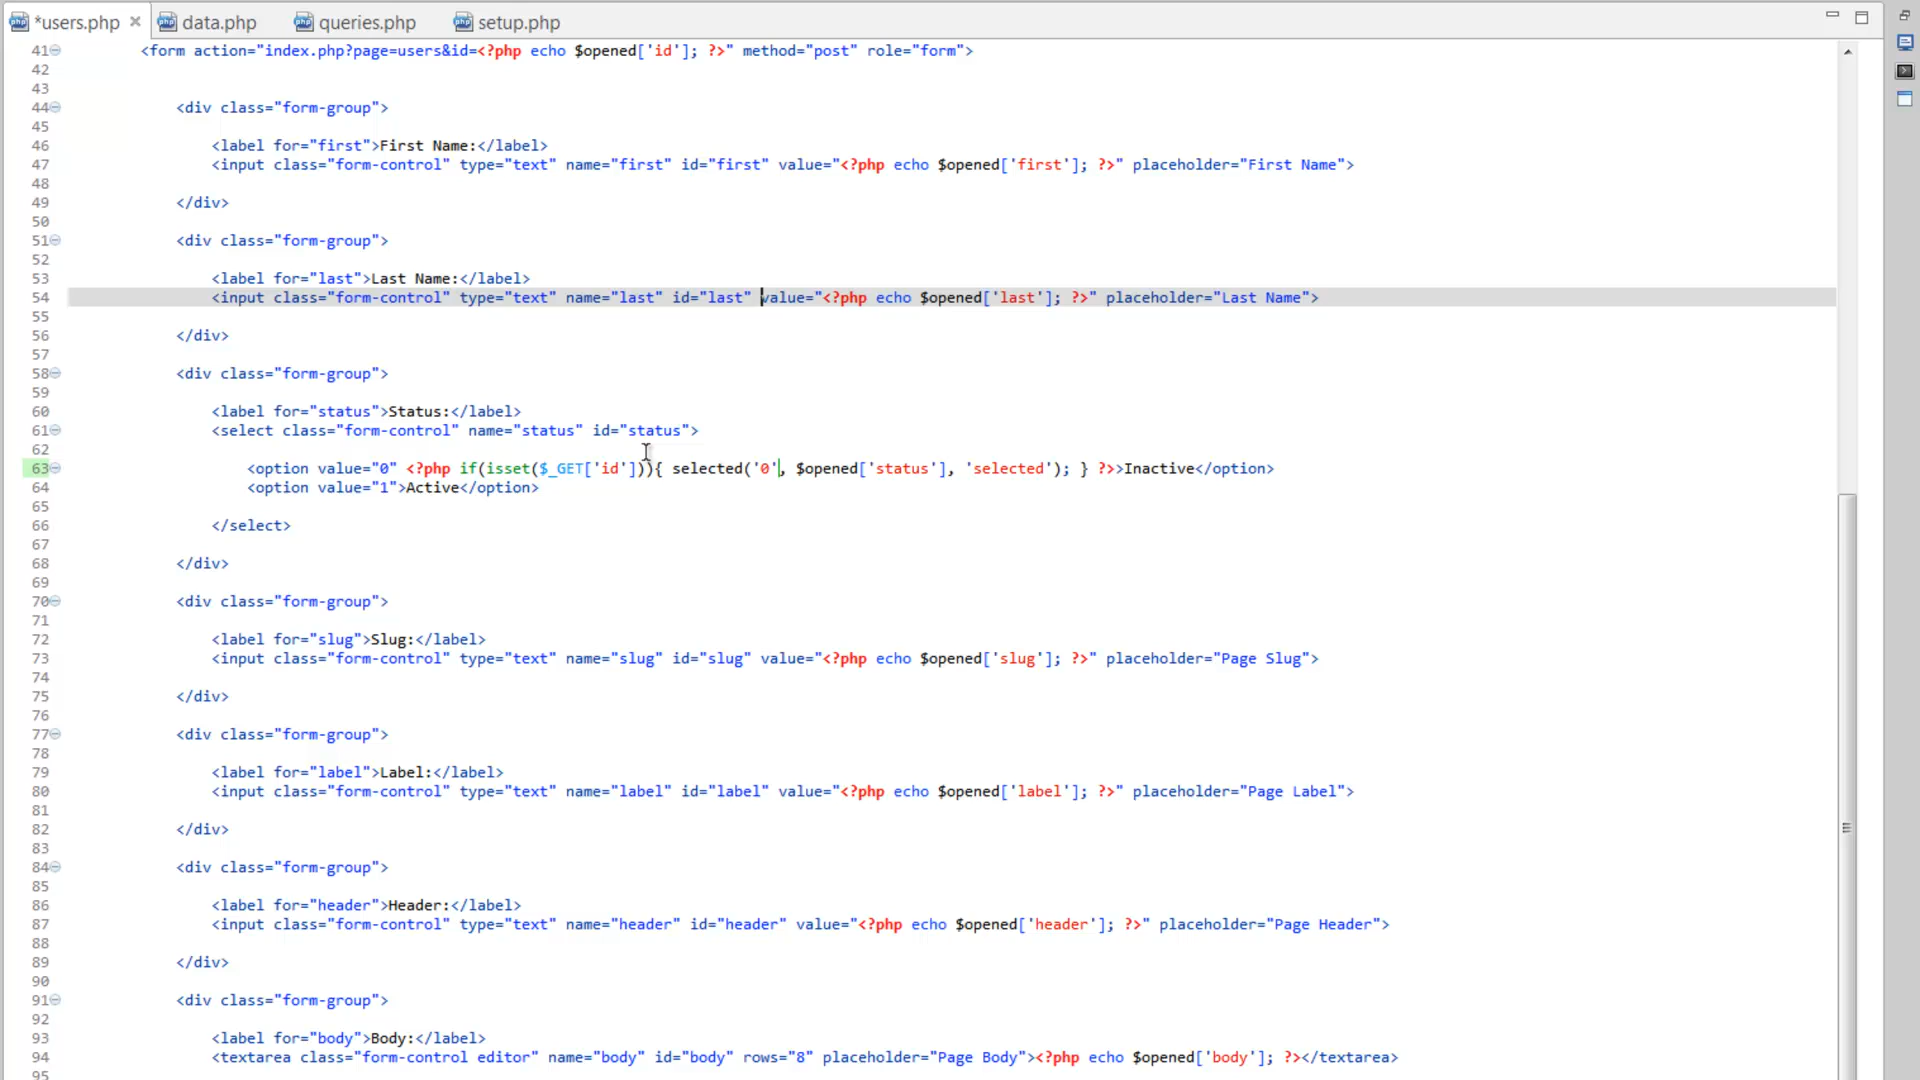 *users.php data.php queries.php setup.php
41 <form action="index.php?page=users&id=<?php echo $opened['id']; ?>" method="post" role="form">
42
43
44 <div class="form-group">
45
46 <label for="first">First Name:</label>
47 <input class="form-control" type="text" name="first" id="first" value="<?php echo $opened['first']; ?>" placeholder="First Name">
48
49 </div>
50
51 <div class="form-group">
52
53 <label for="last">Last Name:</label>
54 <input class="form-control" type="text" name="last" id="last" value="<?php echo $opened['last']; ?>" placeholder="Last Name">
55
56 </div>
57
58 <div class="form-group">
59
60 <label for="status">Status:</label>
61 <select class="form-control" name="status" id="status">
62
63 <option value="0" <?php if(isset($_GET['id'])){ selected('0', $opened['status'], 'selected'); } ?>>Inactive</option>
64 <option value="1">Active</option>
65
66 </select>
67
68 </div>
69
70 <div class="form-group">
71
72 <label for="slug">Slug:</label>
73 <input class="form-control" type="text" name="slug" id="slug" value="<?php echo $opened['slug']; ?>" placeholder="Page Slug">
74
75 </div>
76
77 <div class="form-group">
78
79 <label for="label">Label:</label>
80 <input class="form-control" type="text" name="label" id="label" value="<?php echo $opened['label']; ?>" placeholder="Page Label">
81
82 </div>
83
84 <div class="form-group">
85
86 <label for="header">Header:</label>
87 <input class="form-control" type="text" name="header" id="header" value="<?php echo $opened['header']; ?>" placeholder="Page Header">
88
89 </div>
90
91 <div class="form-group">
92
93 <label for="body">Body:</label>
94 <textarea class="form-control editor" name="body" id="body" rows="8" placeholder="Page Body"><?php echo $opened['body']; ?></textarea>
95